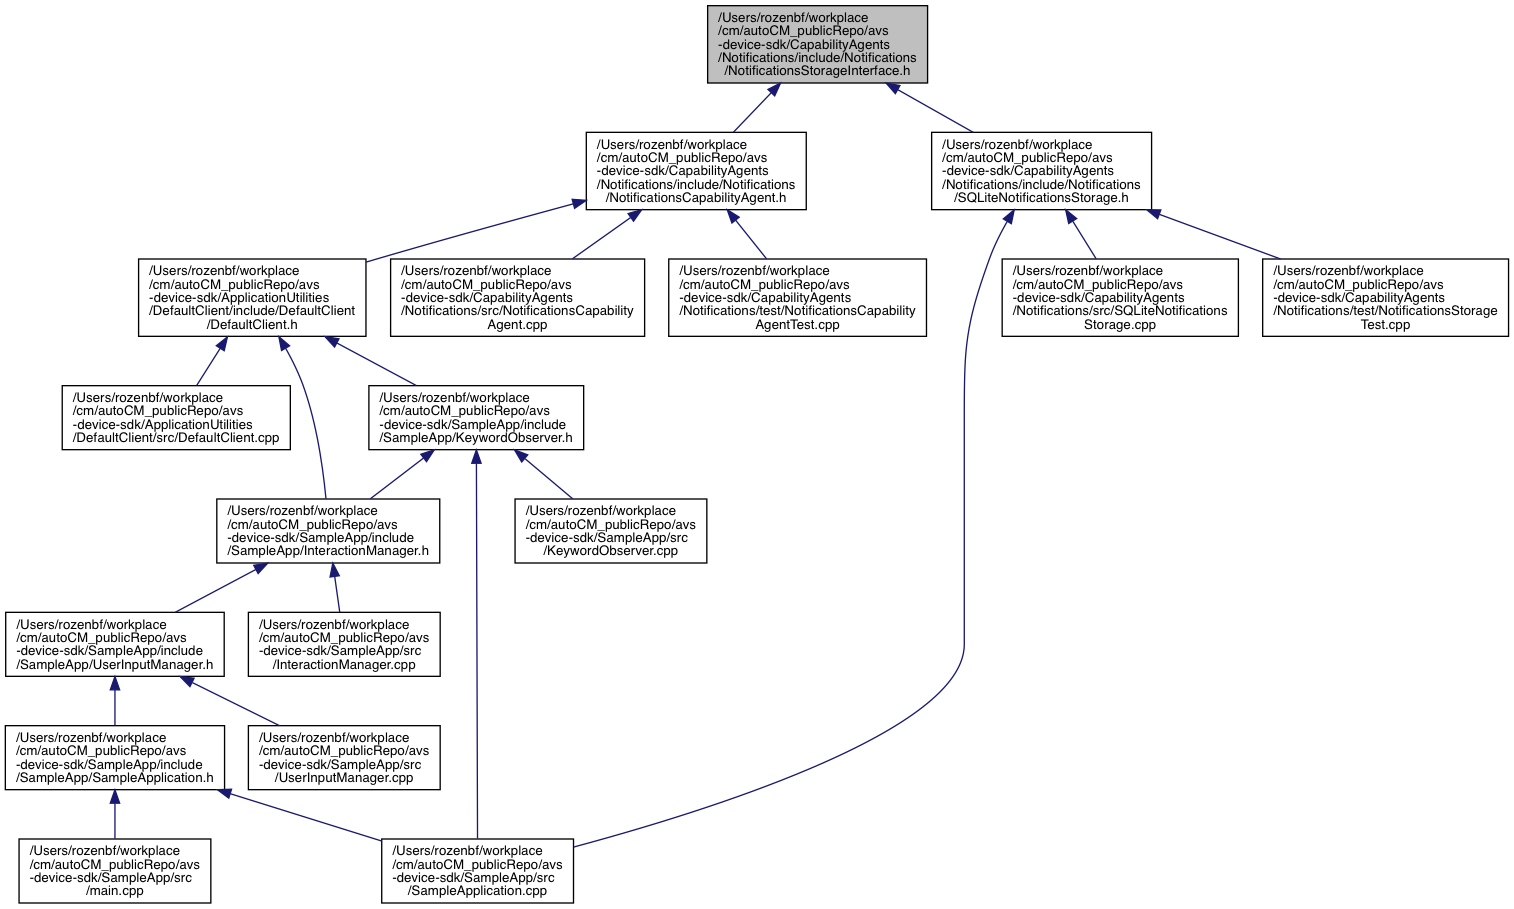 /Users/rozenbf/workplace
/cm/autoCM_publicRepo/avs
-device-sdk/CapabilityAgents
/Notifications/include/Notifications
/NotificationsStorageInterface.h
/Users/rozenbf/workplace
/cm/autoCM_publicRepo/avs
-device-sdk/CapabilityAgents
/Notifications/include/Notifications
/NotificationsCapabilityAgent.h
/Users/rozenbf/workplace
/cm/autoCM_publicRepo/avs
-device-sdk/CapabilityAgents
/Notifications/include/Notifications
/SQLiteNotificationsStorage.h
/Users/rozenbf/workplace
/cm/autoCM_publicRepo/avs
-device-sdk/ApplicationUtilities
/DefaultClient/include/DefaultClient
/DefaultClient.h
/Users/rozenbf/workplace
/cm/autoCM_publicRepo/avs
-device-sdk/CapabilityAgents
/Notifications/src/NotificationsCapability
Agent.cpp
/Users/rozenbf/workplace
/cm/autoCM_publicRepo/avs
-device-sdk/CapabilityAgents
/Notifications/test/NotificationsCapability
AgentTest.cpp
/Users/rozenbf/workplace
/cm/autoCM_publicRepo/avs
-device-sdk/CapabilityAgents
/Notifications/src/SQLiteNotifications
Storage.cpp
/Users/rozenbf/workplace
/cm/autoCM_publicRepo/avs
-device-sdk/CapabilityAgents
/Notifications/test/NotificationsStorage
Test.cpp
/Users/rozenbf/workplace
/cm/autoCM_publicRepo/avs
-device-sdk/ApplicationUtilities
/DefaultClient/src/DefaultClient.cpp
/Users/rozenbf/workplace
/cm/autoCM_publicRepo/avs
-device-sdk/SampleApp/include
/SampleApp/KeywordObserver.h
/Users/rozenbf/workplace
/cm/autoCM_publicRepo/avs
-device-sdk/SampleApp/include
/SampleApp/InteractionManager.h
/Users/rozenbf/workplace
/cm/autoCM_publicRepo/avs
-device-sdk/SampleApp/src
/KeywordObserver.cpp
/Users/rozenbf/workplace
/cm/autoCM_publicRepo/avs
-device-sdk/SampleApp/include
/SampleApp/UserInputManager.h
/Users/rozenbf/workplace
/cm/autoCM_publicRepo/avs
-device-sdk/SampleApp/src
/InteractionManager.cpp
/Users/rozenbf/workplace
/cm/autoCM_publicRepo/avs
-device-sdk/SampleApp/include
/SampleApp/SampleApplication.h
/Users/rozenbf/workplace
/cm/autoCM_publicRepo/avs
-device-sdk/SampleApp/src
/UserInputManager.cpp
/Users/rozenbf/workplace
/cm/autoCM_publicRepo/avs
-device-sdk/SampleApp/src
/main.cpp
/Users/rozenbf/workplace
/cm/autoCM_publicRepo/avs
-device-sdk/SampleApp/src
/SampleApplication.cpp